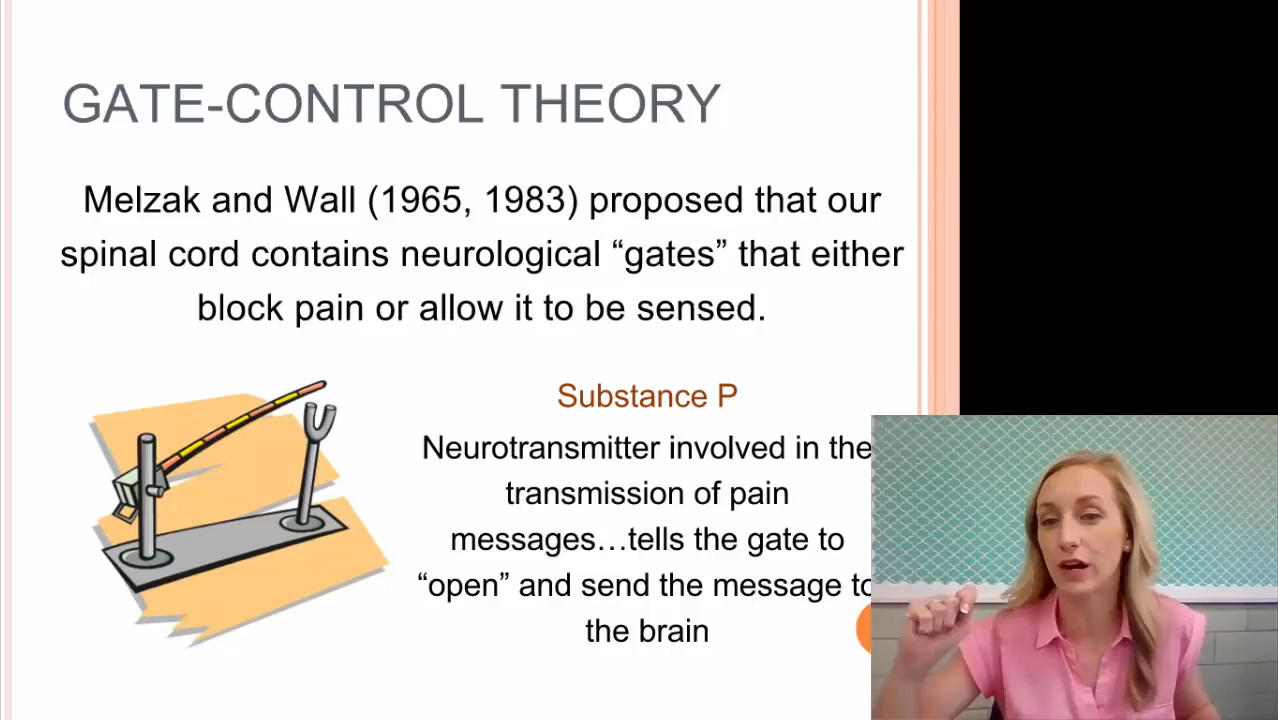 GATE-CONTROL THEORY
Melzak and Wall (1965, 1983) proposed that our
spinal cord contains neurological “gates” that either
block pain or allow it to be sensed.
Substance P
Neurotransmitter involved in the
transmission of pain
messages…tells the gate to
“open” and send the message to
the brain